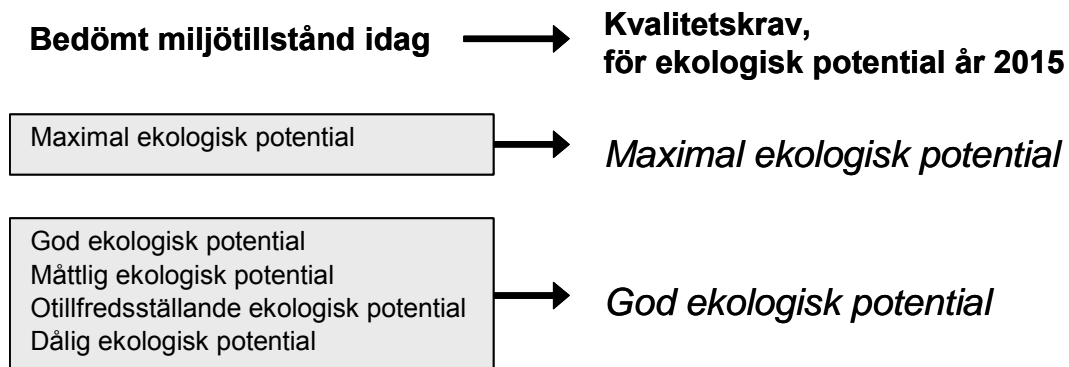 Bedömt miljötillstånd idag
Kvalitetskrav,
för ekologisk potential år 2015
Maximal ekologisk potential
Maximal ekologisk potential
God ekologisk potential
Måttlig ekologisk potential
Otillfredsställande ekologisk potential
Dålig ekologisk potential
God ekologisk potential